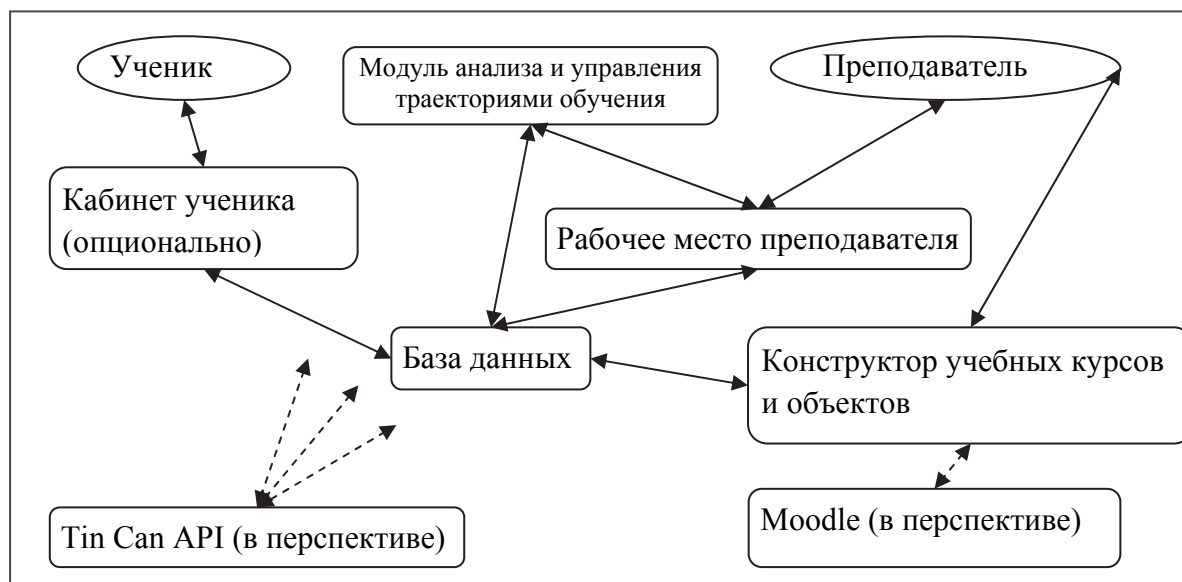 Ученик
Модуль анализа и управления
траекториями обучения
Преподаватель
Кабинет ученика
(опционально)
Рабочее место преподавателя
База данных
Конструктор учебных курсов
и объектов
Tin Can API (в перспективе)
Moodle (в перспективе)